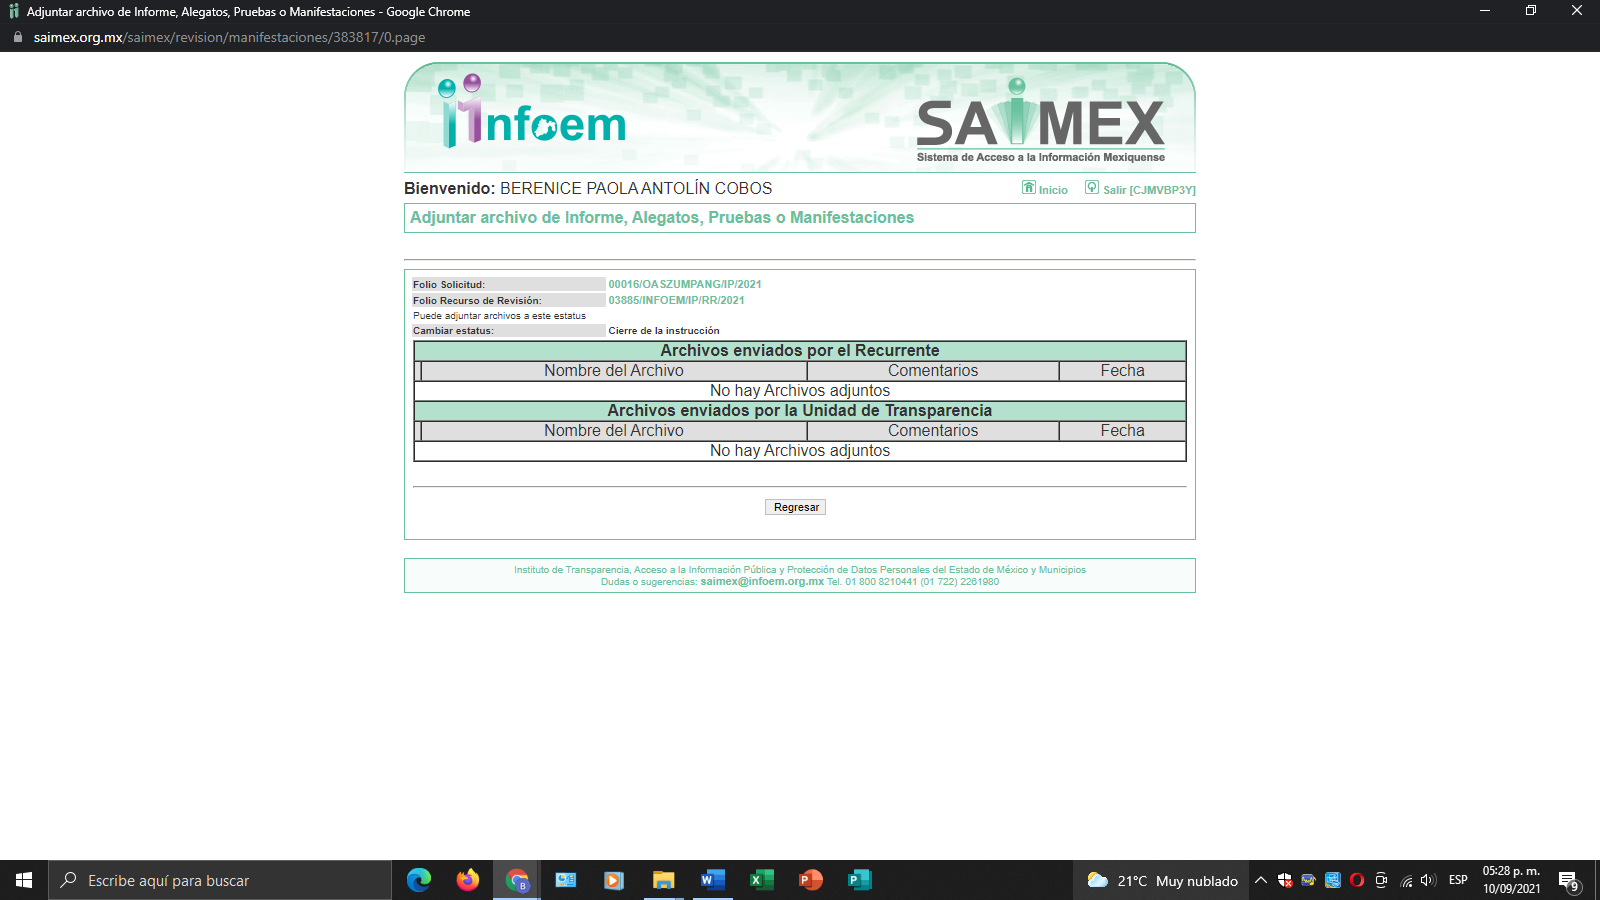 Adjuntar archivo de Informe, Alegatos, Pruebas o Manifestaciones - Google Chrome
saimex.org.mx/saimex/revision/manifestaciones/383817/0.page
infoem
SAIMEX
Sistema de Acceso a la Información Mexiquense
Bienvenido: BERENICE PAOLA ANTOLÍN COBOS
Inicio Salir [CJMVBP3Y]
Adjuntar archivo de Informe, Alegatos, Pruebas o Manifestaciones
Folio Solicitud: 00016/OASZUMPANG/IP/2021
Folio Recurso de Revisión: 03885/INFOEM/IP/RR/2021
Puede adjuntar archivos a este estatus
Cambiar estatus: Cierre de la instrucción
Archivos enviados por el Recurrente
Nombre del Archivo Comentarios Fecha
No hay Archivos adjuntos
Archivos enviados por la Unidad de Transparencia
Nombre del Archivo Comentarios Fecha
No hay Archivos adjuntos
Regresar
Instituto de Transparencia, Acceso a la Información Pública y Protección de Datos Personales del Estado de México y Municipios
Dudas o sugerencias: saimex@infoem.org.mx Tel. 01 800 8210441 (01 722) 2261980
Escribe aquí para buscar
21°C Muy nublado
ESP
05:28 p. m.
10/09/2021
9